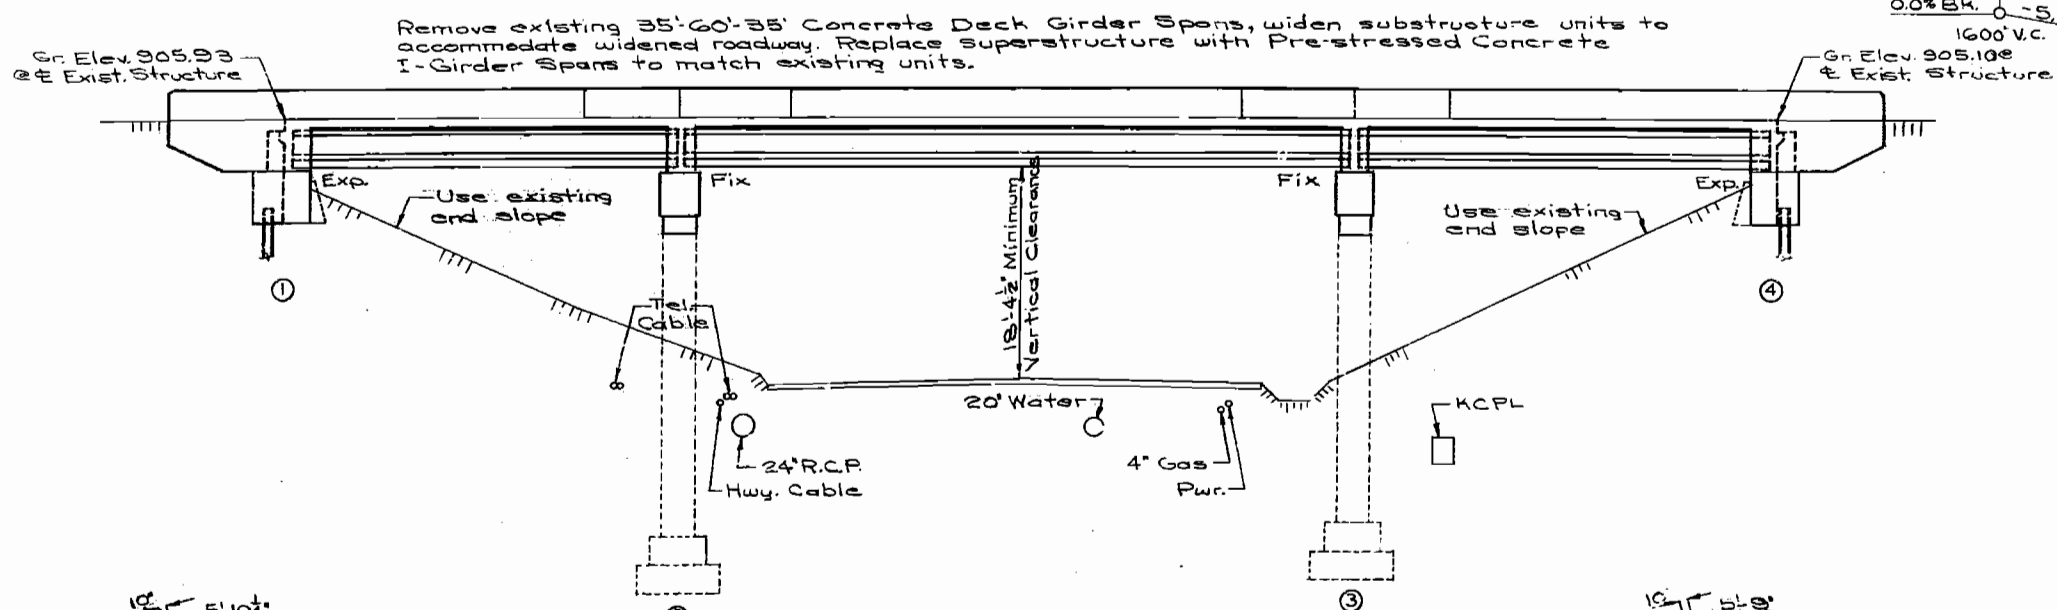 Remove existing 35'-60'-35' Concrete Deck Girder Spans, widen substructure units to
accommodate widened roadway. Replace superstructure with Pre-stressed Concrete
I-Girder Spans to match existing units.
0.0% Bk.
-5.
1600' V.C.
Gr. Elev. 905.93
@ ℄ Exist. Structure
Gr. Elev. 905.10@
℄ Exist. Structure
Exp.
Fix
Fix
Exp.
Use existing
end slope
Use existing
end slope
18'-4½" Minimum
Vertical Clearance
①
④
Tel.
Cable
20" Water
KCPL
24" R.C.P.
Hwy. Cable
4" Gas
Pwr.
③
5'-9"